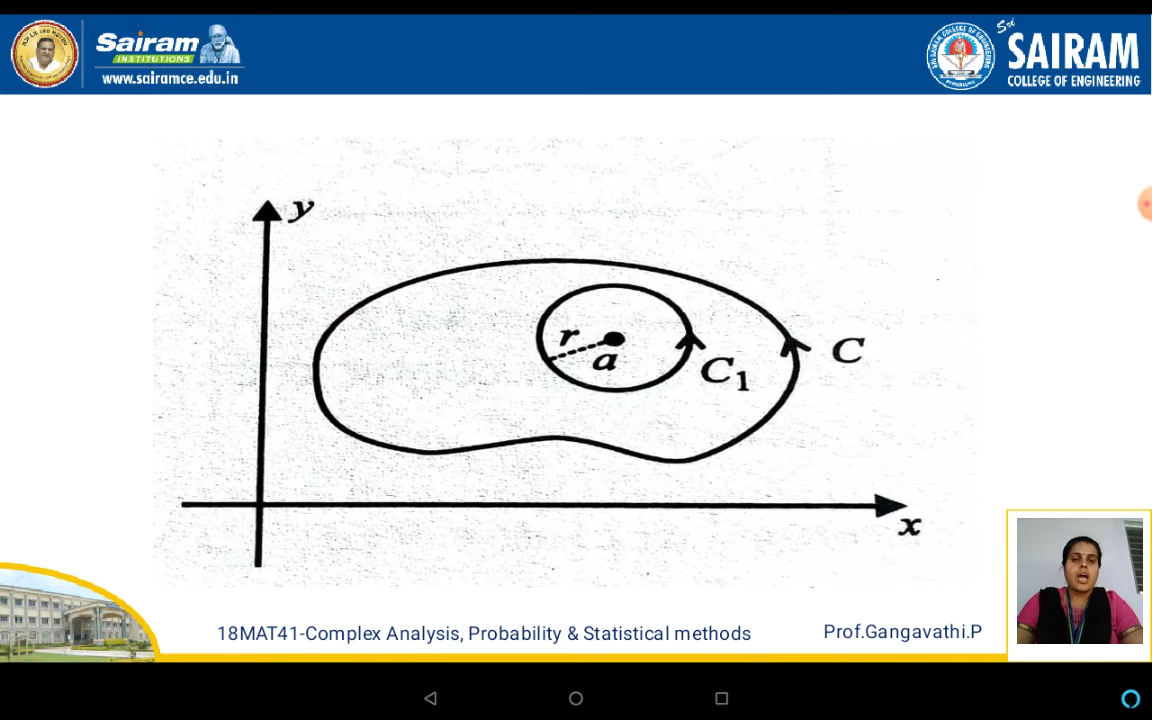 Sairam
INSTITUTIONS
www.sairamce.edu.in
Sri
SAIRAM
COLLEGE OF ENGINEERING
y
r
a
C1
C
x
18MAT41-Complex Analysis, Probability & Statistical methods
Prof.Gangavathi.P